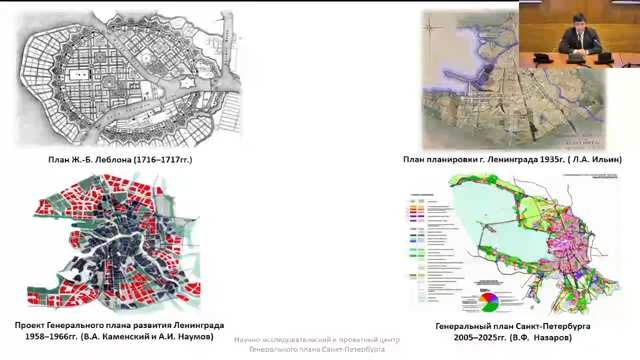 План Ж.-Б. Леблона (1716–1717гг.)
План планировки г. Ленинграда 1935г. ( Л.А. Ильин)
Проект Генерального плана развития Ленинграда
1958–1966гг. (В.А. Каменский и А.И. Наумов)
Генеральный план Санкт-Петербурга
2005–2025гг. (В.Ф. Назаров)
Научно-исследовательский и проектный центр
Генерального плана Санкт-Петербурга